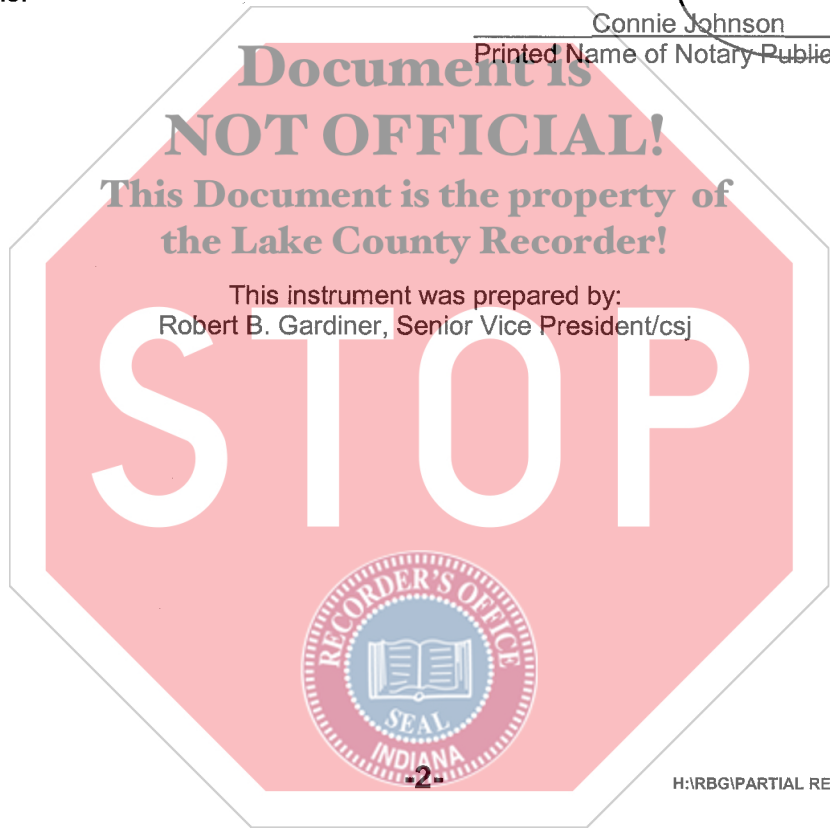 Connie Johnson
Printed Name of Notary Public
Document is
NOT OFFICIAL!
This Document is the property of
the Lake County Recorder!
This instrument was prepared by:
Robert B. Gardiner, Senior Vice President/csj
STOP
RECORDER'S OFFICE
SEAL
INDIANA
-2-
H:\RBG\PARTIAL RE